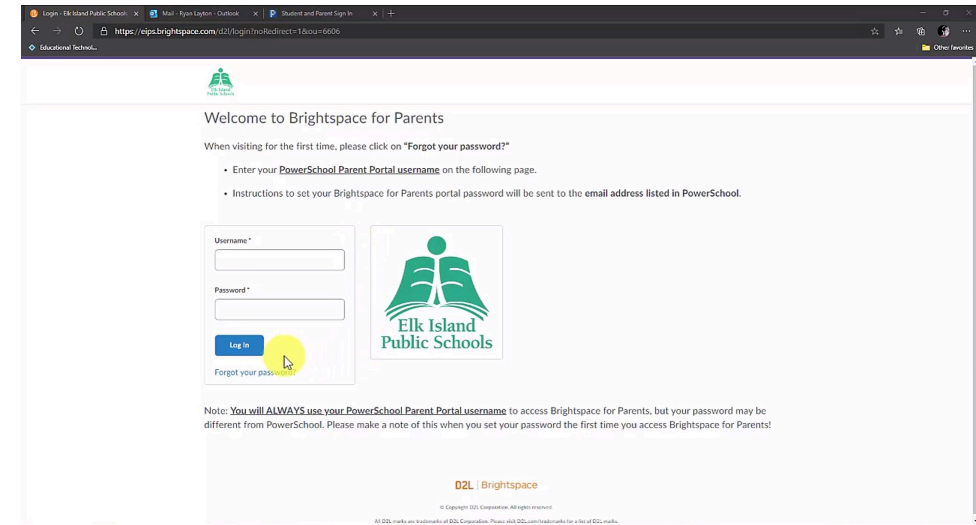 Login - Elk Island Public Schools
Mail - Ryan Layton - Outlook
Student and Parent Sign In
https://eips.brightspace.com/d2l/login?noRedirect=1&ou=6606
Educational Technol...
Other favorites
Elk Island
Public Schools
Welcome to Brightspace for Parents
When visiting for the first time, please click on "Forgot your password?"
• Enter your PowerSchool Parent Portal username on the following page.
• Instructions to set your Brightspace for Parents portal password will be sent to the email address listed in PowerSchool.
Username *
Password *
Log In
Forgot your password?
Elk Island
Public Schools
Note: You will ALWAYS use your PowerSchool Parent Portal username to access Brightspace for Parents, but your password may be
different from PowerSchool. Please make a note of this when you set your password the first time you access Brightspace for Parents!
D2L | Brightspace
© Copyright D2L Corporation. All rights reserved
All D2L marks are trademarks of D2L Corporation. Please visit D2L.com/trademarks for a list of D2L marks.